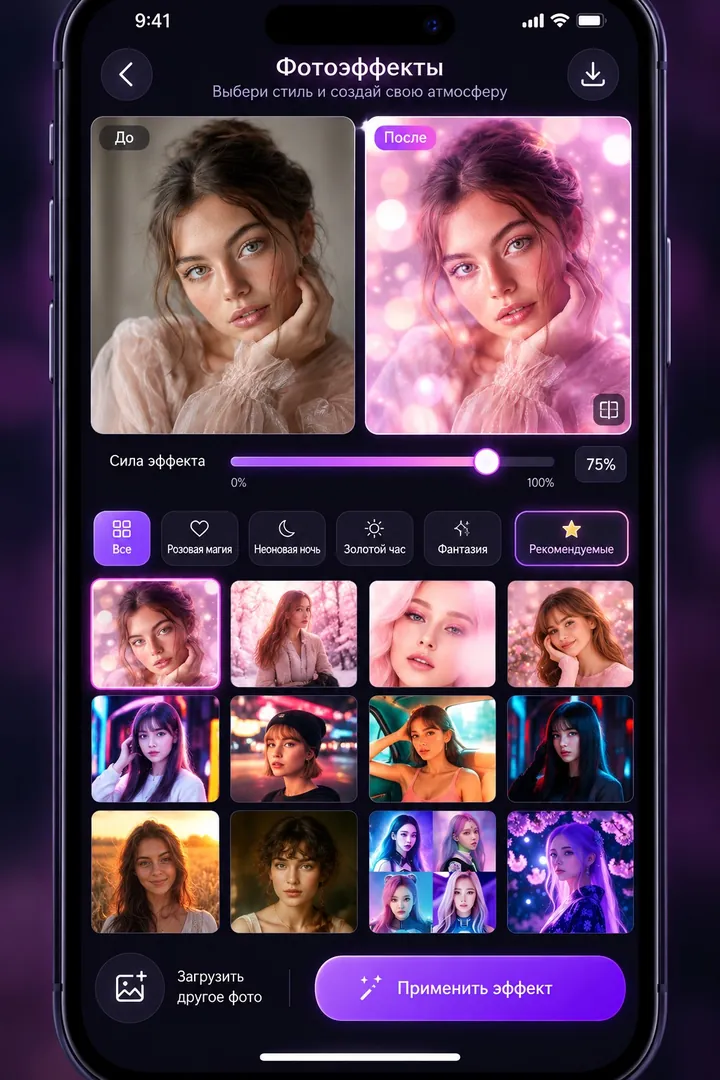 9:41
Фотоэффекты
Выбери стиль и создай свою атмосферу
До
После
Сила эффекта
75%
0%
100%
Все
Розовая магия
Неоновая ночь
Золотой час
Фантазия
Рекомендуемые
Загрузить
другое фото
Применить эффект